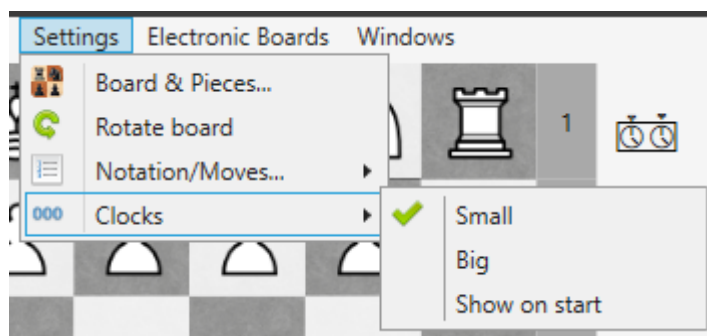 Settings Electronic Boards Windows
Board & Pieces...
Rotate board
1
Notation/Moves...
000 Clocks
Small
Big
Show on start